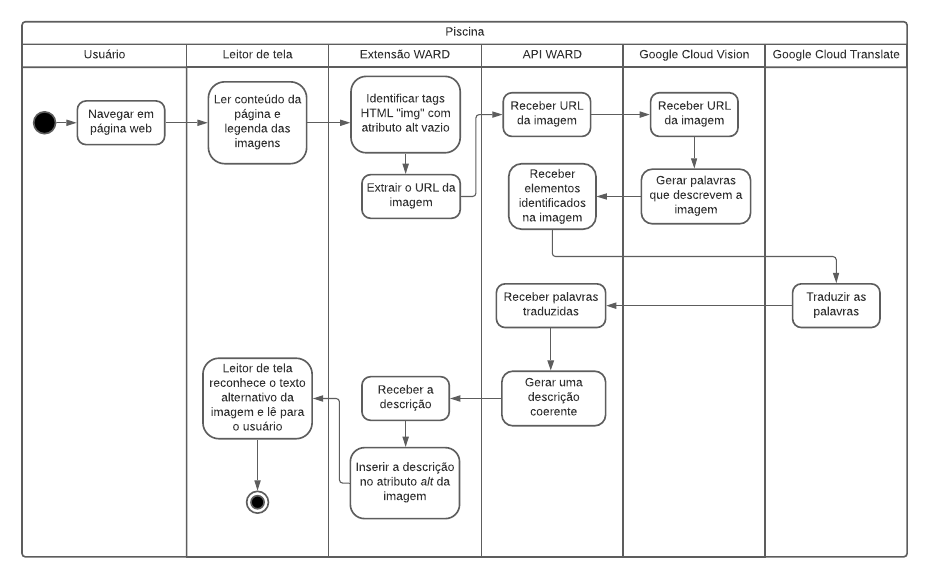 Piscina
Usuário
Leitor de tela
Extensão WARD
API WARD
Google Cloud Vision
Google Cloud Translate
Navegar em
página web
Ler conteúdo da
página e
legenda das
imagens
Identificar tags
HTML "img" com
atributo alt vazio
Extrair o URL da
imagem
Receber URL
da imagem
Receber URL
da imagem
Gerar palavras
que descrevem a
imagem
Receber
elementos
identificados
na imagem
Traduzir as
palavras
Receber palavras
traduzidas
Gerar uma
descrição
coerente
Receber a
descrição
Inserir a descrição
no atributo alt da
imagem
Leitor de tela
reconhece o texto
alternativo da
imagem e lê para
o usuário